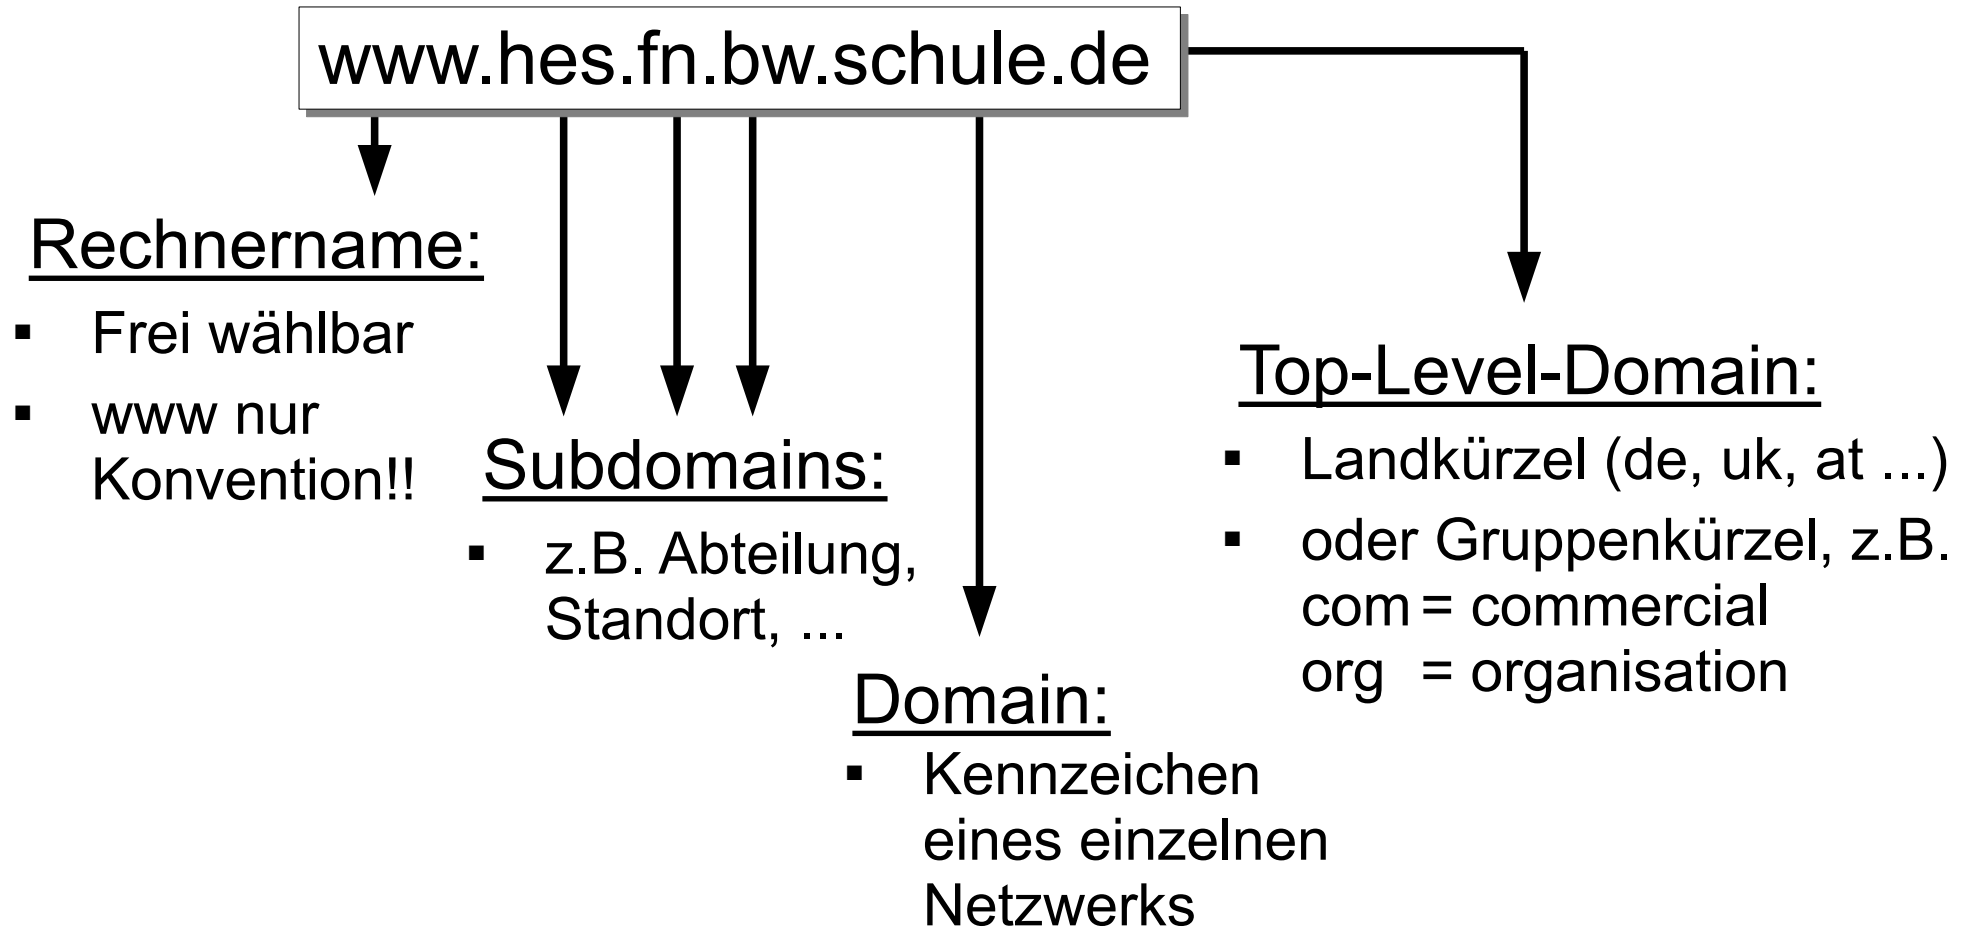 www.hes.fn.bw.schule.de
Rechnername:
▪ Frei wählbar
▪ www nur
Konvention!!
Subdomains:
▪ z.B. Abteilung,
Standort, ...
Domain:
▪ Kennzeichen
eines einzelnen
Netzwerks
Top-Level-Domain:
▪ Landkürzel (de, uk, at ...)
▪ oder Gruppenkürzel, z.B.
com = commercial
org = organisation